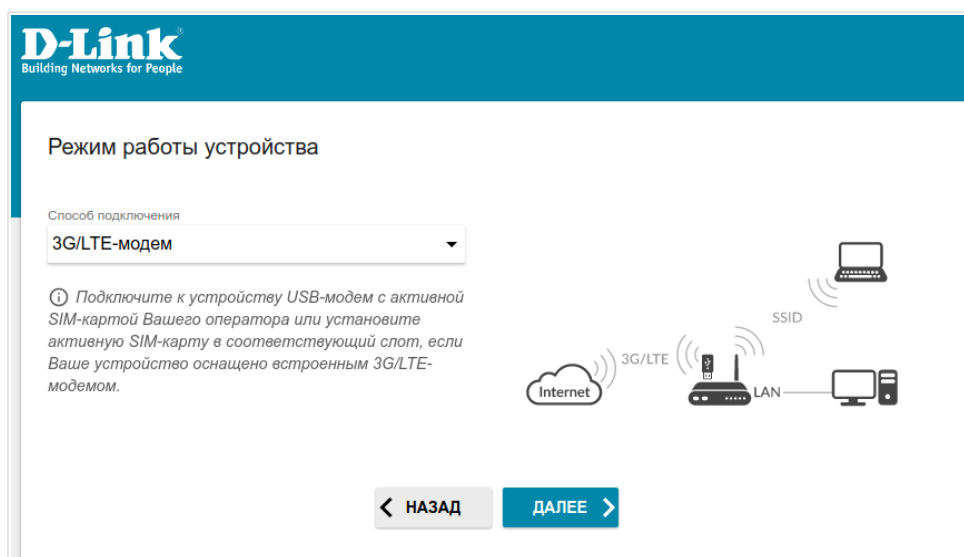 D-Link
Building Networks for People
Режим работы устройства
Способ подключения
3G/LTE-модем
Подключите к устройству USB-модем с активной
SIM-картой Вашего оператора или установите
активную SIM-карту в соответствующий слот, если
Ваше устройство оснащено встроенным 3G/LTE-
модемом.
SSID
3G/LTE
Internet
LAN
НАЗАД
ДАЛЕЕ